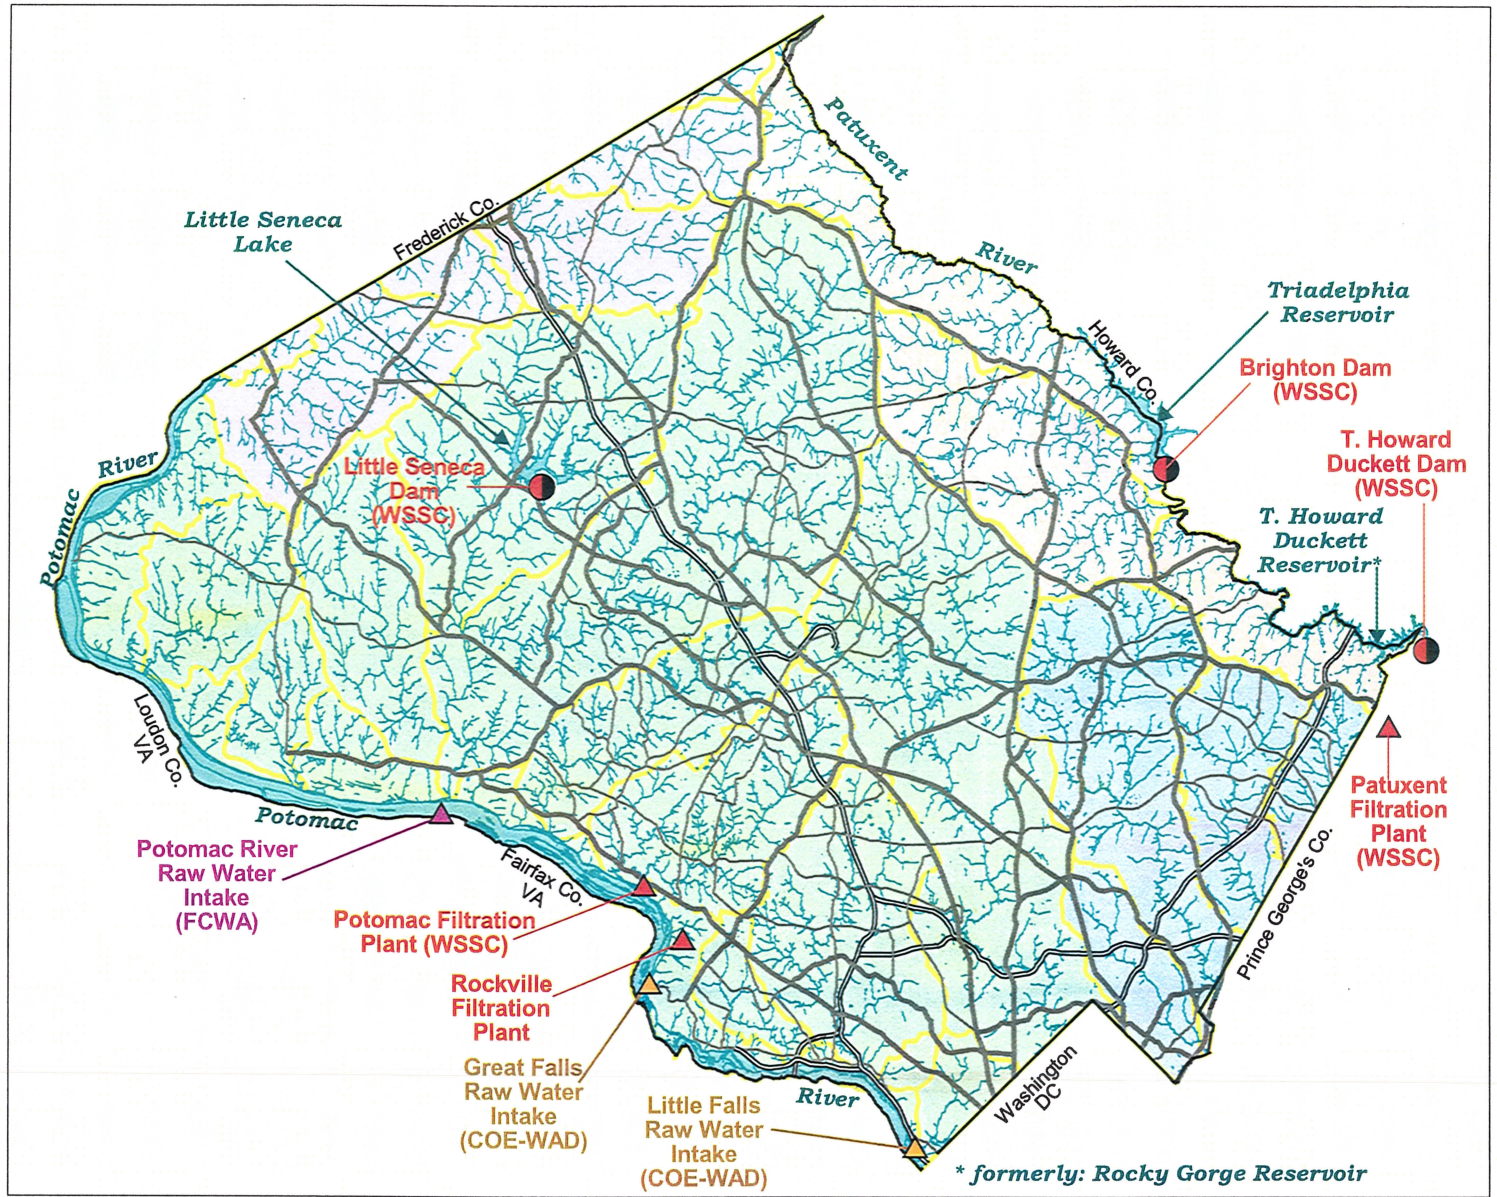 Patuxent
River
Frederick Co.
Little Seneca
Lake
Triadelphia
Reservoir
Howard Co.
Brighton Dam
(WSSC)
T. Howard
Duckett Dam
(WSSC)
River
Potomac
Little Seneca
Dam
(WSSC)
T. Howard
Duckett
Reservoir*
Loudon Co.
VA
Potomac
Patuxent
Filtration
Plant
(WSSC)
Potomac River
Raw Water
Intake
(FCWA)
Fairfax Co.
VA
Prince George's Co.
Potomac Filtration
Plant (WSSC)
Rockville
Filtration
Plant
Great Falls
Raw Water
Intake
(COE-WAD)
River
Little Falls
Raw Water
Intake
(COE-WAD)
Washington
DC
* formerly: Rocky Gorge Reservoir